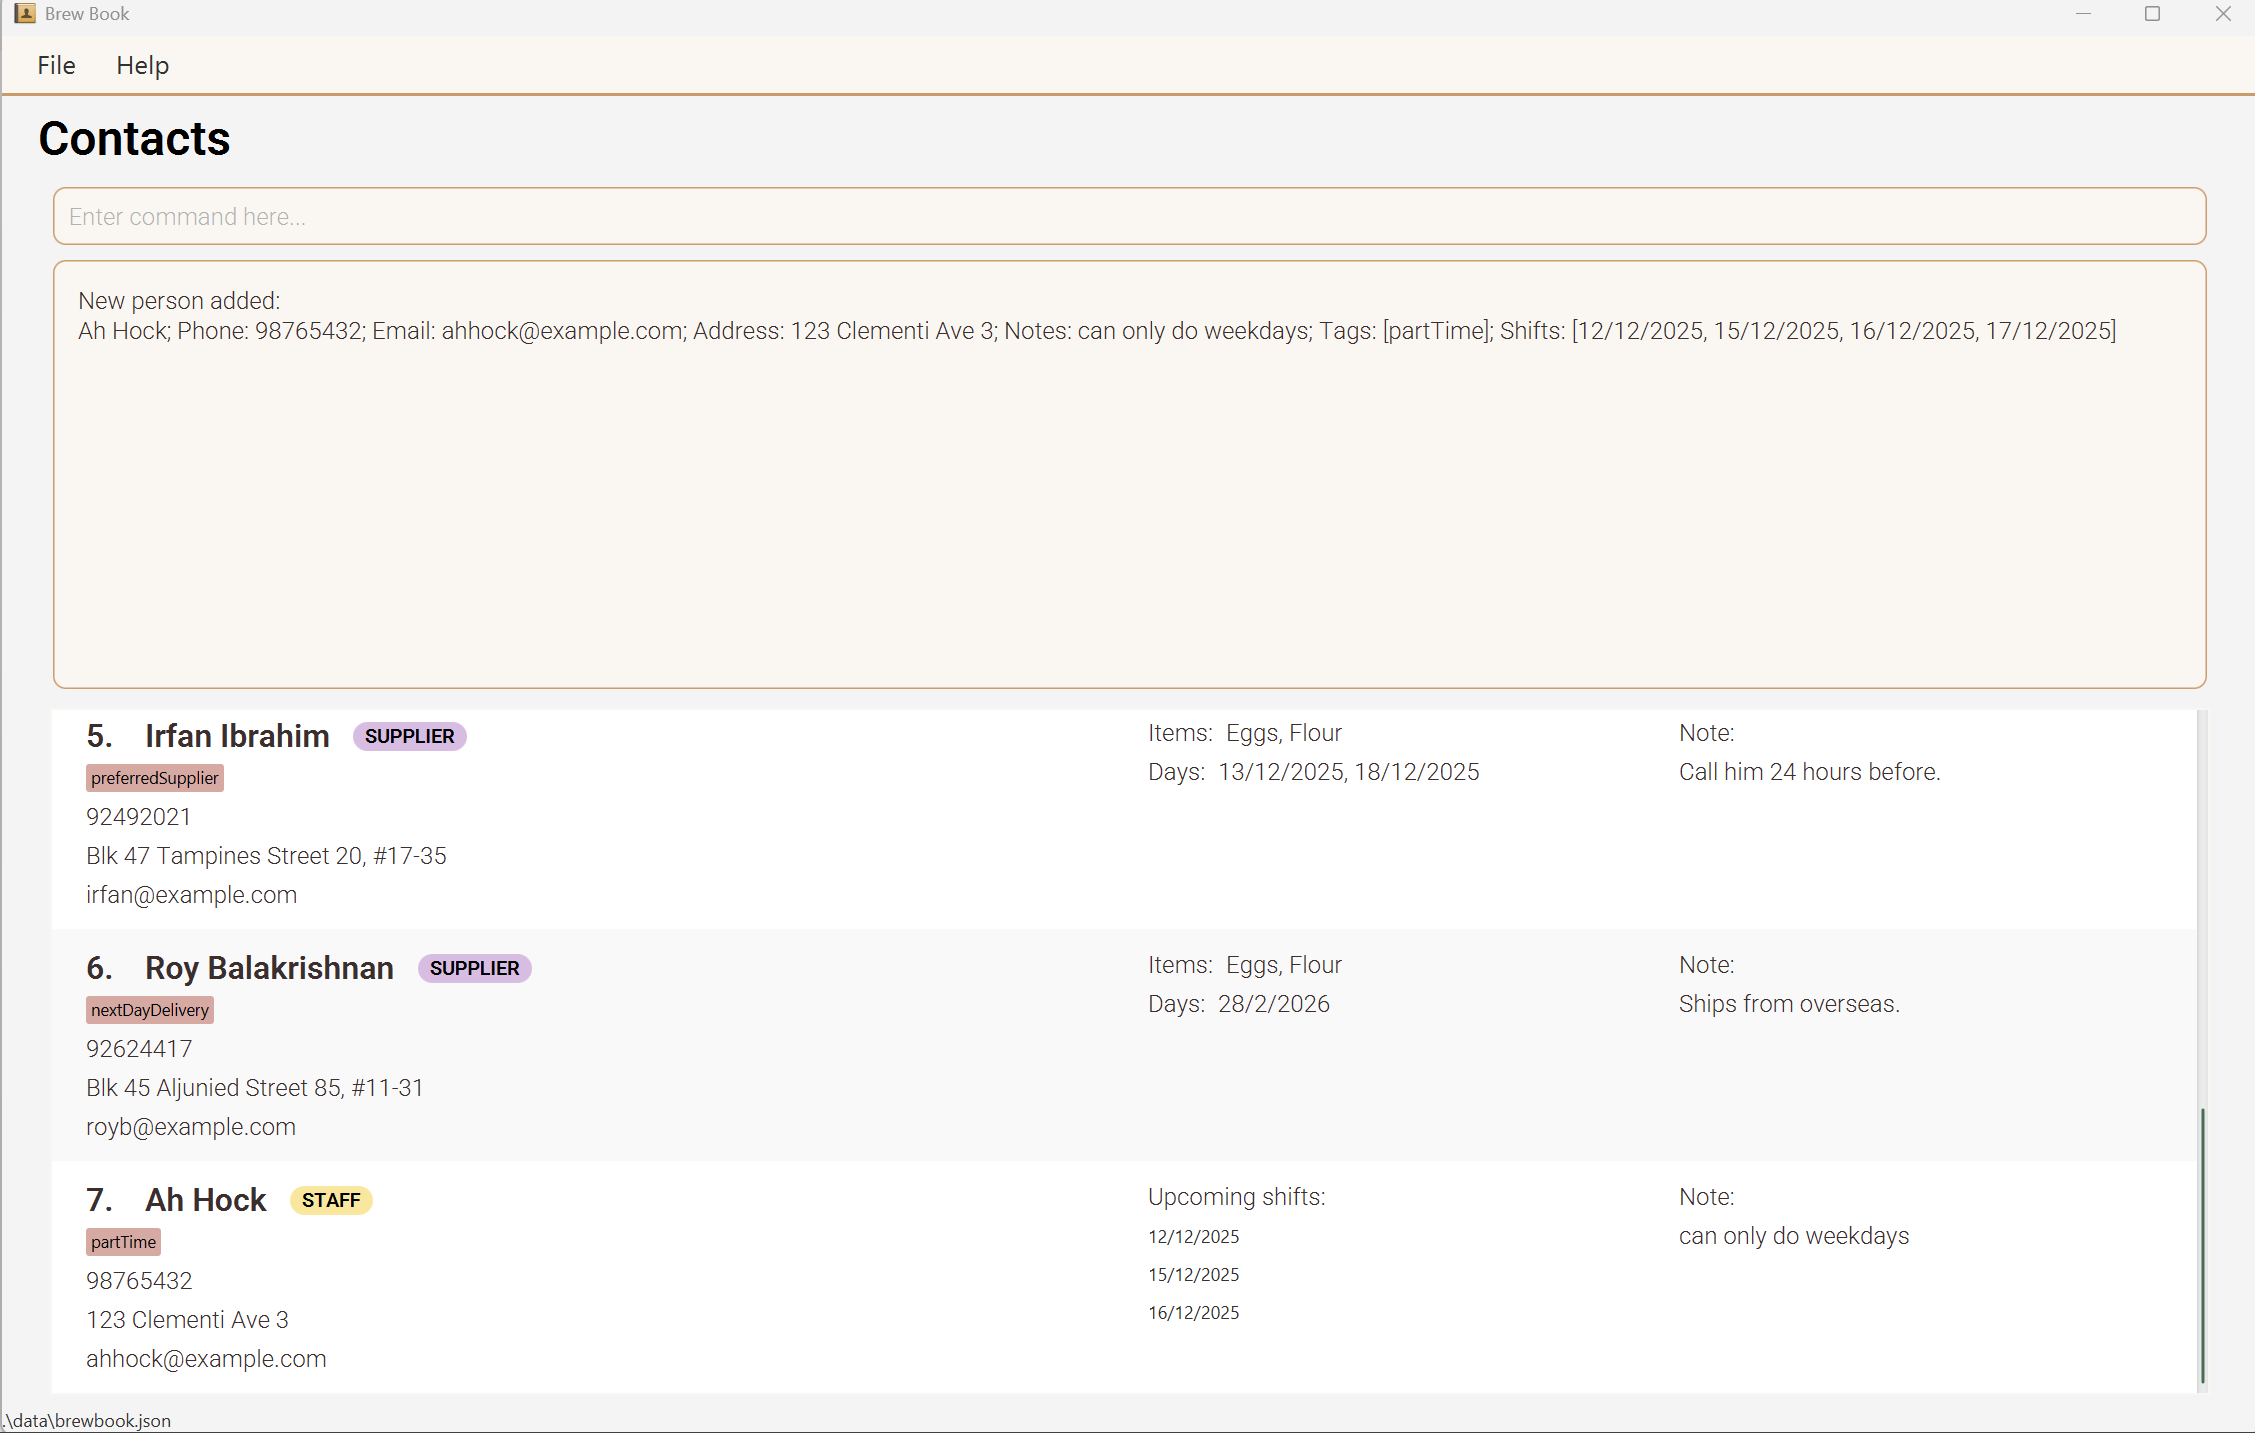 Brew Book
File Help
Contacts
Enter command here...
New person added:
Ah Hock; Phone: 98765432; Email: ahhock@example.com; Address: 123 Clementi Ave 3; Notes: can only do weekdays; Tags: [partTime]; Shifts: [12/12/2025, 15/12/2025, 16/12/2025, 17/12/2025]
5. Irfan Ibrahim SUPPLIER
preferredSupplier
92492021
Blk 47 Tampines Street 20, #17-35
irfan@example.com
Items: Eggs, Flour
Days: 13/12/2025, 18/12/2025
Note:
Call him 24 hours before.
6. Roy Balakrishnan SUPPLIER
nextDayDelivery
92624417
Blk 45 Aljunied Street 85, #11-31
royb@example.com
Items: Eggs, Flour
Days: 28/2/2026
Note:
Ships from overseas.
7. Ah Hock STAFF
partTime
98765432
123 Clementi Ave 3
ahhock@example.com
Upcoming shifts:
12/12/2025
15/12/2025
16/12/2025
Note:
can only do weekdays
.\data\brewbook.json